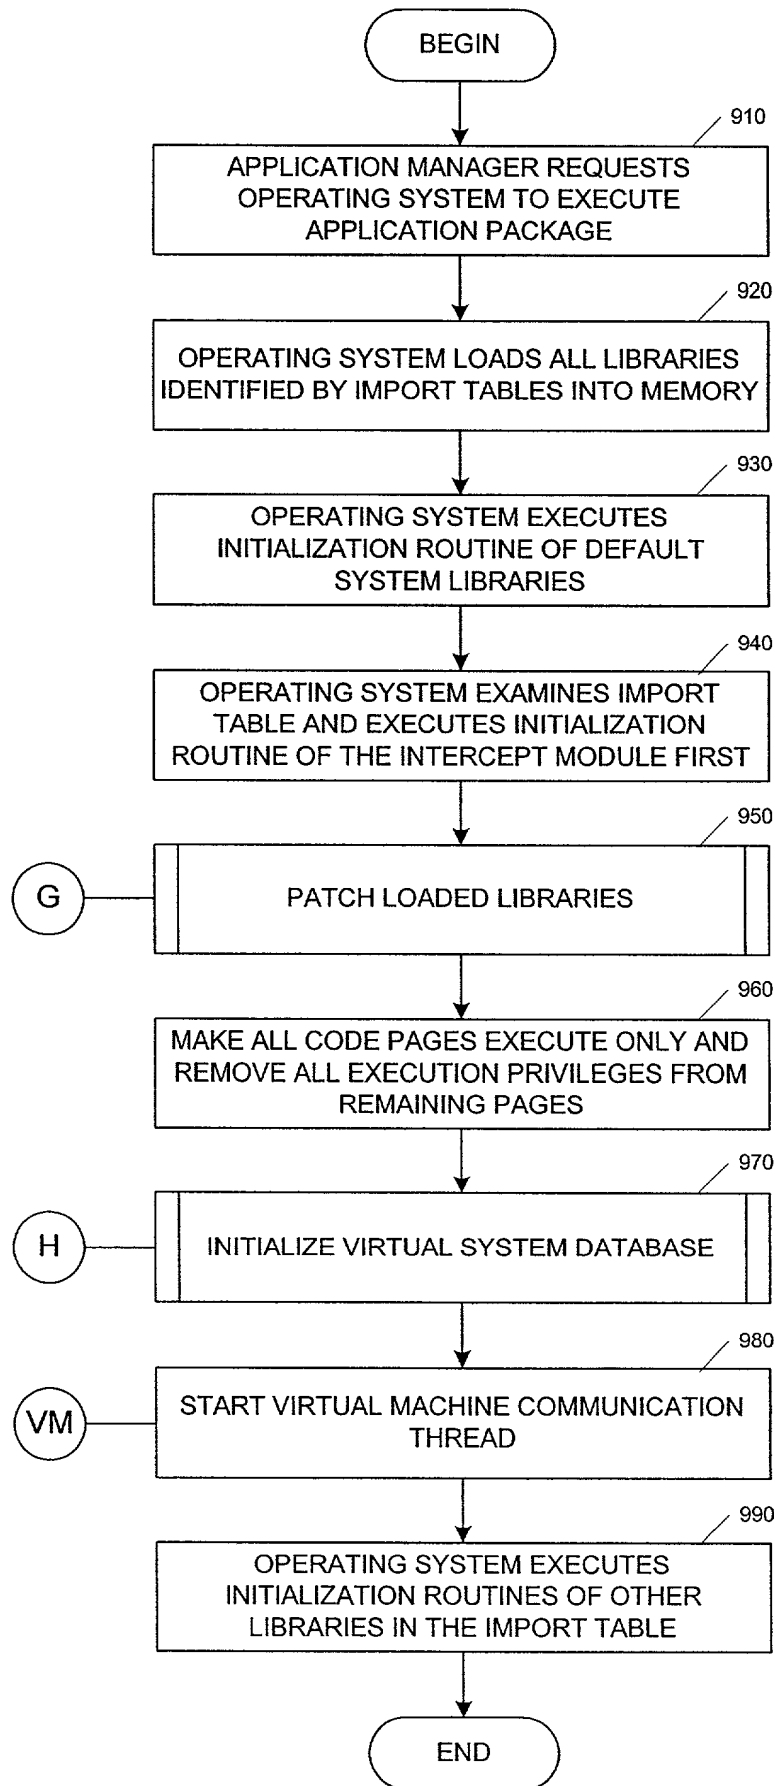 BEGIN
910
APPLICATION MANAGER REQUESTS
OPERATING SYSTEM TO EXECUTE
APPLICATION PACKAGE
920
OPERATING SYSTEM LOADS ALL LIBRARIES
IDENTIFIED BY IMPORT TABLES INTO MEMORY
930
OPERATING SYSTEM EXECUTES
INITIALIZATION ROUTINE OF DEFAULT
SYSTEM LIBRARIES
940
OPERATING SYSTEM EXAMINES IMPORT
TABLE AND EXECUTES INITIALIZATION
ROUTINE OF THE INTERCEPT MODULE FIRST
950
G
PATCH LOADED LIBRARIES
960
MAKE ALL CODE PAGES EXECUTE ONLY AND
REMOVE ALL EXECUTION PRIVILEGES FROM
REMAINING PAGES
970
H
INITIALIZE VIRTUAL SYSTEM DATABASE
980
VM
START VIRTUAL MACHINE COMMUNICATION
THREAD
990
OPERATING SYSTEM EXECUTES
INITIALIZATION ROUTINES OF OTHER
LIBRARIES IN THE IMPORT TABLE
END